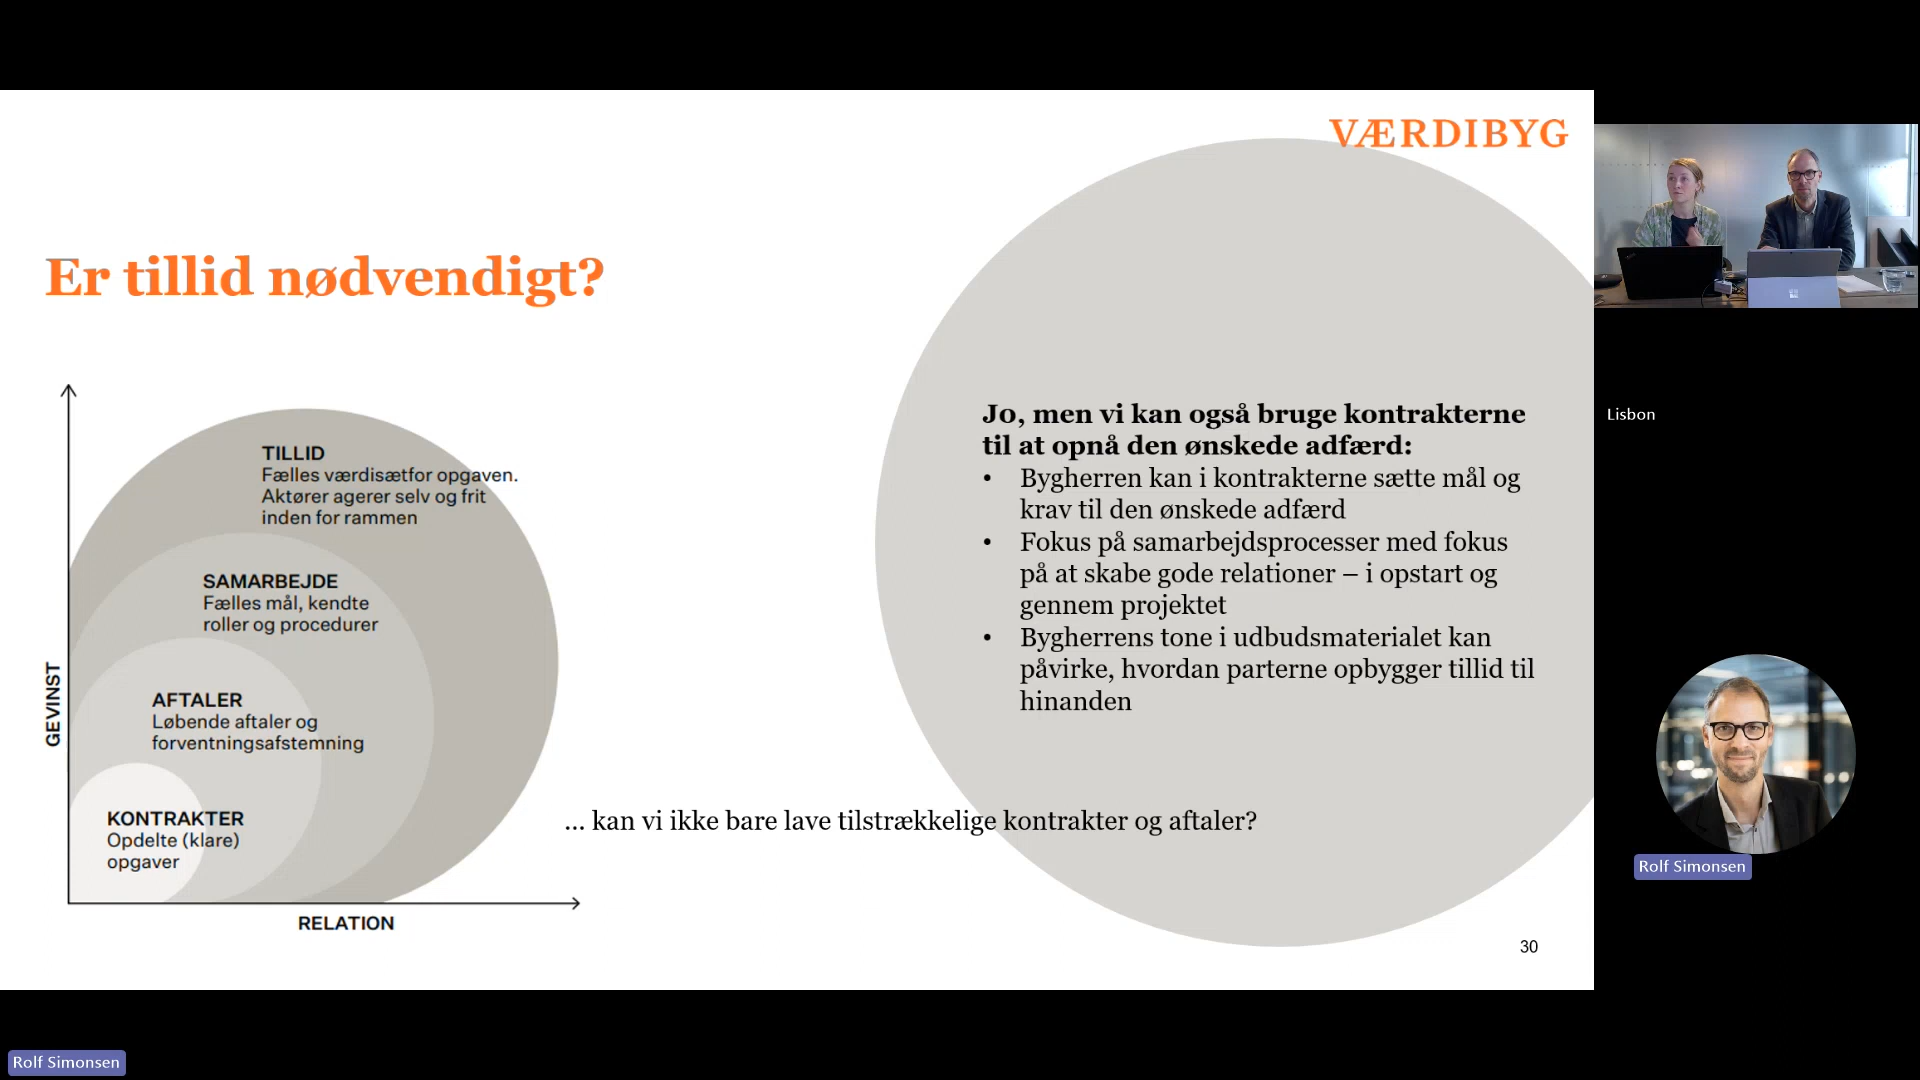 VÆRDIBYG
Er tillid nødvendigt?
TILLID
Fælles værdisætfor opgaven.
Aktører agerer selv og frit
inden for rammen
SAMARBEJDE
Fælles mål, kendte
roller og procedurer
AFTALER
Løbende aftaler og
forventningsafstemning
KONTRAKTER
Opdelte (klare)
opgaver
GEVINST
RELATION
... kan vi ikke bare lave tilstrækkelige kontrakter og aftaler?
Jo, men vi kan også bruge kontrakterne
til at opnå den ønskede adfærd:
• Bygherren kan i kontrakterne sætte mål og
krav til den ønskede adfærd
• Fokus på samarbejdsprocesser med fokus
på at skabe gode relationer – i opstart og
gennem projektet
• Bygherrens tone i udbudsmaterialet kan
påvirke, hvordan parterne opbygger tillid til
hinanden
30
Lisbon
Rolf Simonsen
Rolf Simonsen